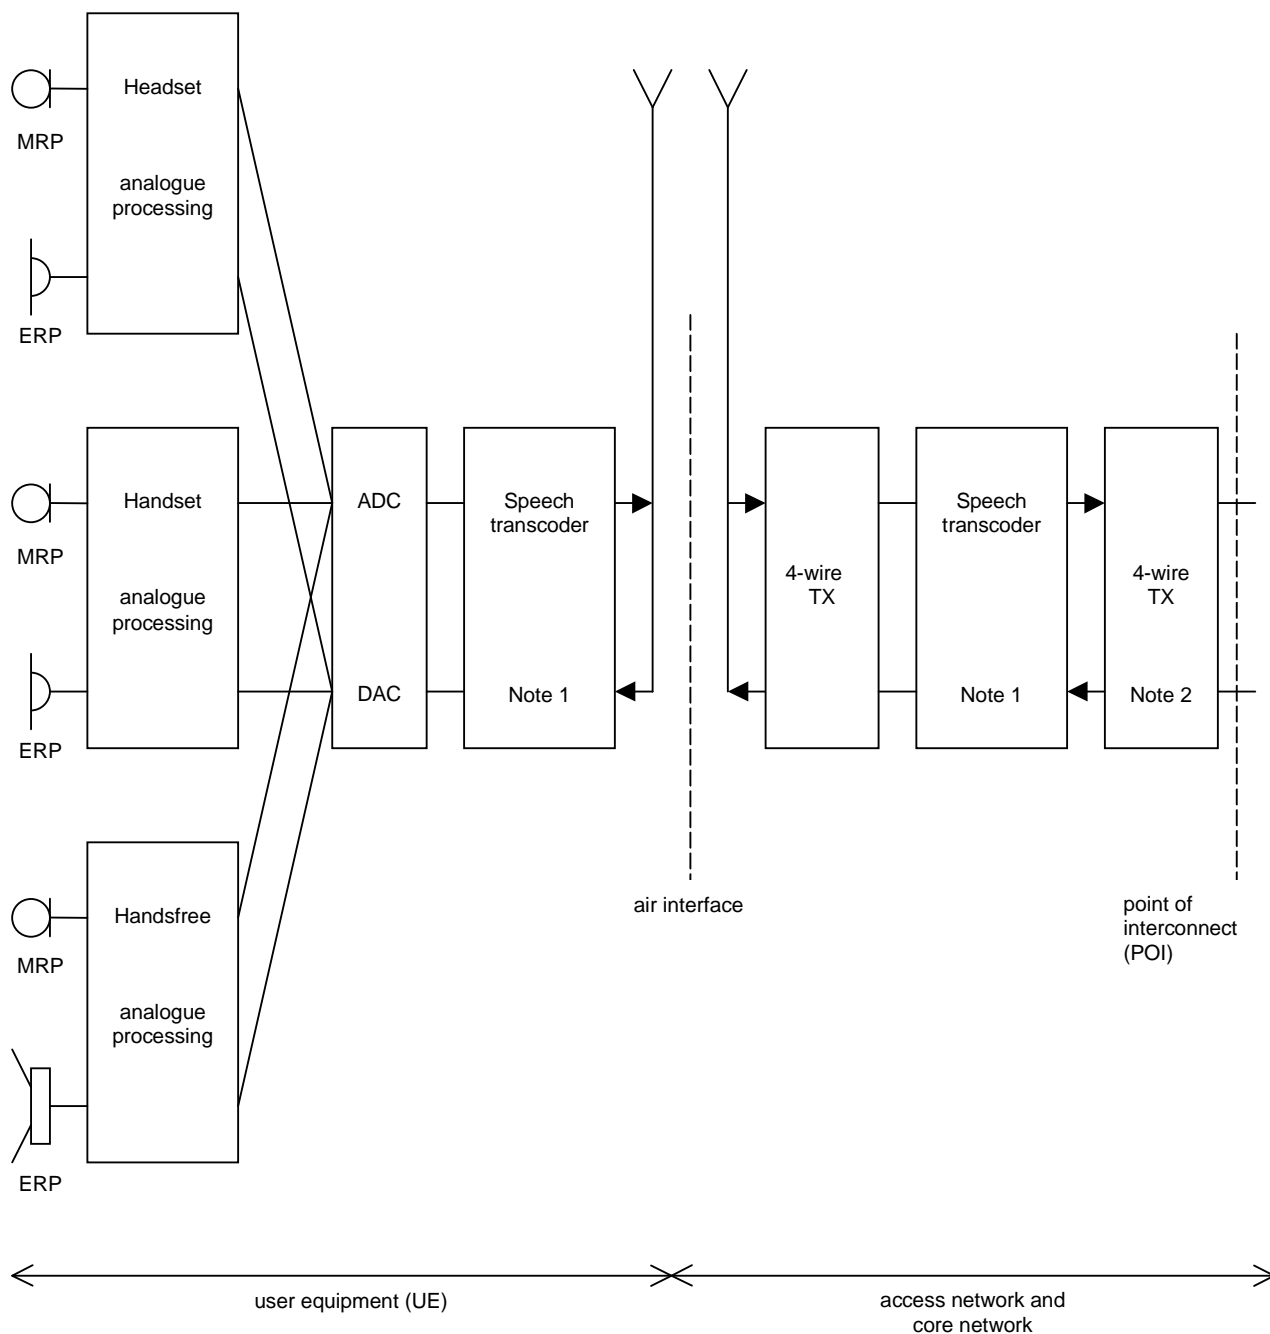 Headset
MRP
analogue
processing
ERP
Handset
MRP
analogue
processing
ERP
ADC
DAC
Speech
transcoder
Note 1
4-wire
TX
Speech
transcoder
Note 1
4-wire
TX
Note 2
Handsfree
MRP
analogue
processing
ERP
air interface
point of
interconnect
(POI)
user equipment (UE)
access network and
core network